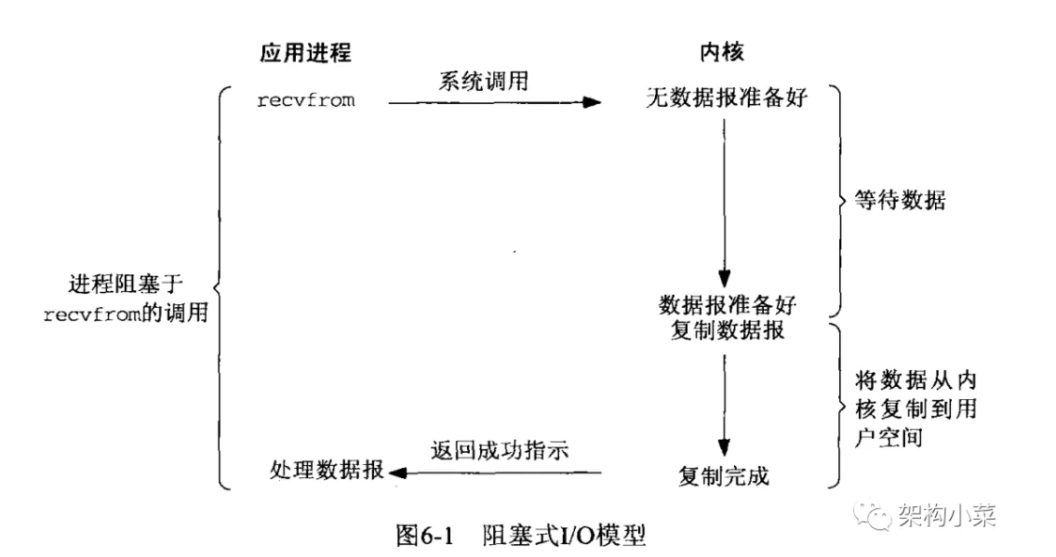 应用进程
内核
系统调用
recvfrom
无数据报准备好
等待数据
进程阻塞于
recvfrom的调用
数据报准备好
复制数据报
将数据从内
核复制到用
户空间
返回成功指示
处理数据报
复制完成
图6-1 阻塞式I/O模型
架构小菜